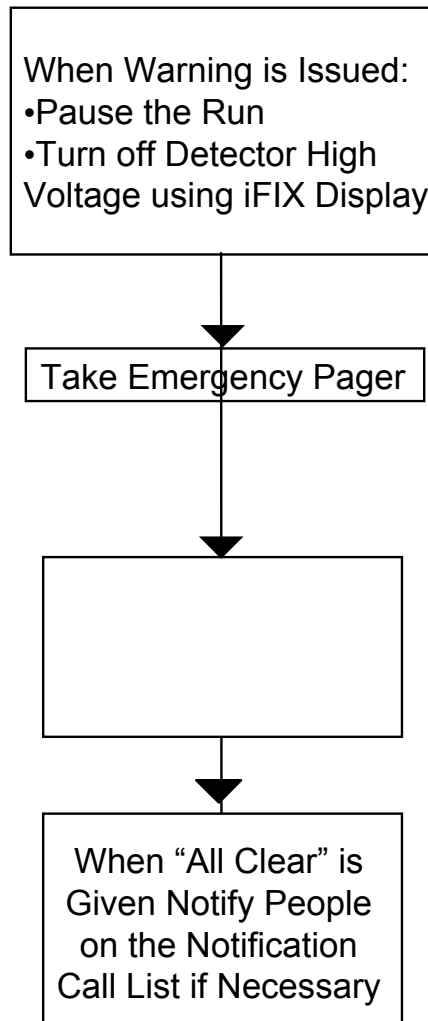 When Warning is Issued:
•Pause the Run
•Turn off Detector High
Voltage using iFIX Display
Take Emergency Pager
When “All Clear” is
Given Notify People
on the Notification
Call List if Necessary